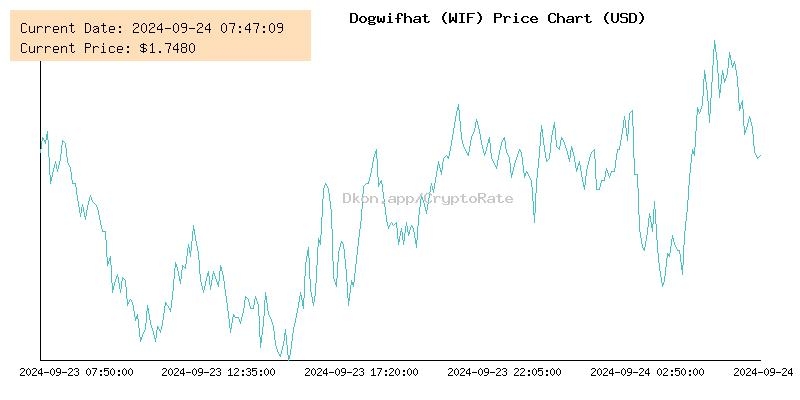 Dogwifhat (WIF) Price Chart (USD)
Current Date: 2024-09-24 07:47:09
Current Price: $1.7480
Dkon.app/CryptoRate
2024-09-23 07:50:00
2024-09-23 12:35:00
2024-09-23 17:20:00
2024-09-23 22:05:00
2024-09-24 02:50:00
2024-09-24